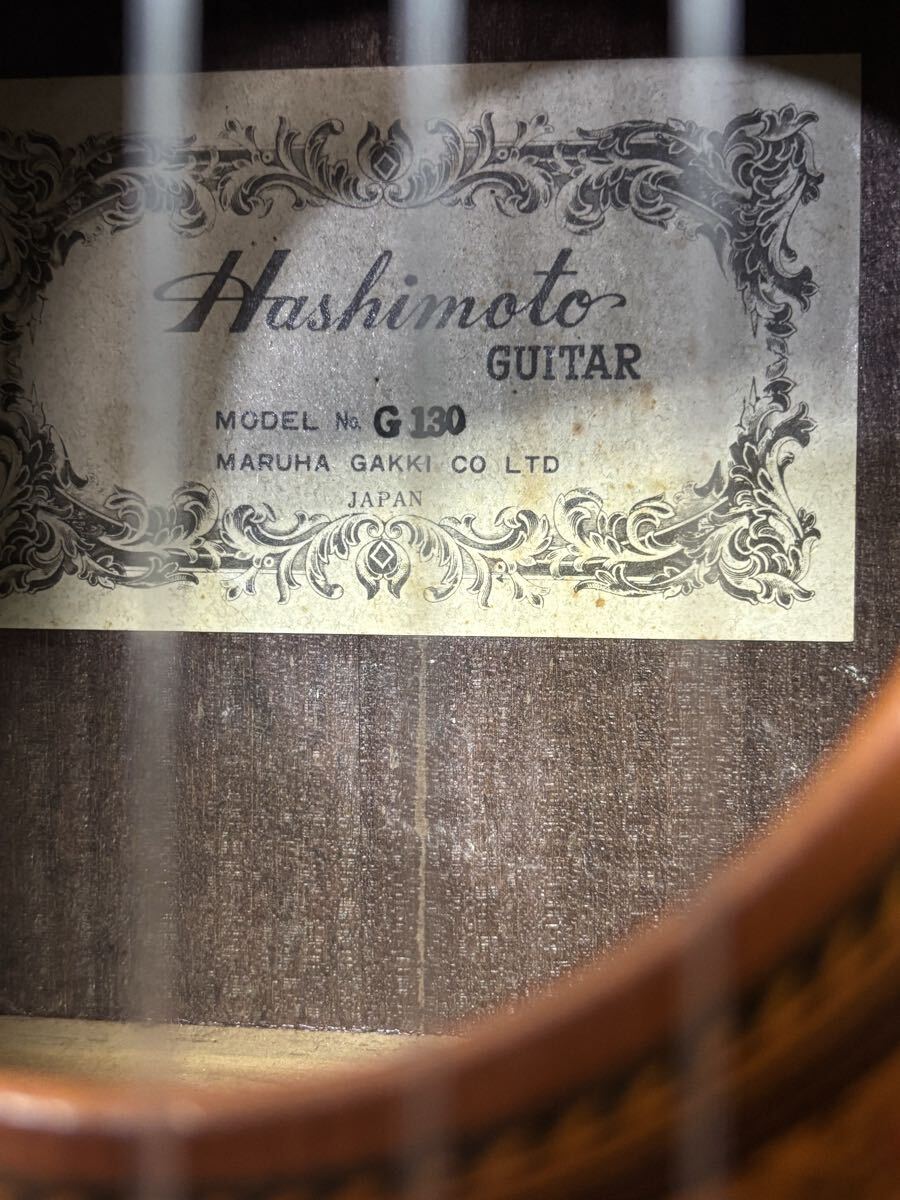 Hashimoto
GUITAR
MODEL No. G 130
MARUHA GAKKI CO LTD
JAPAN